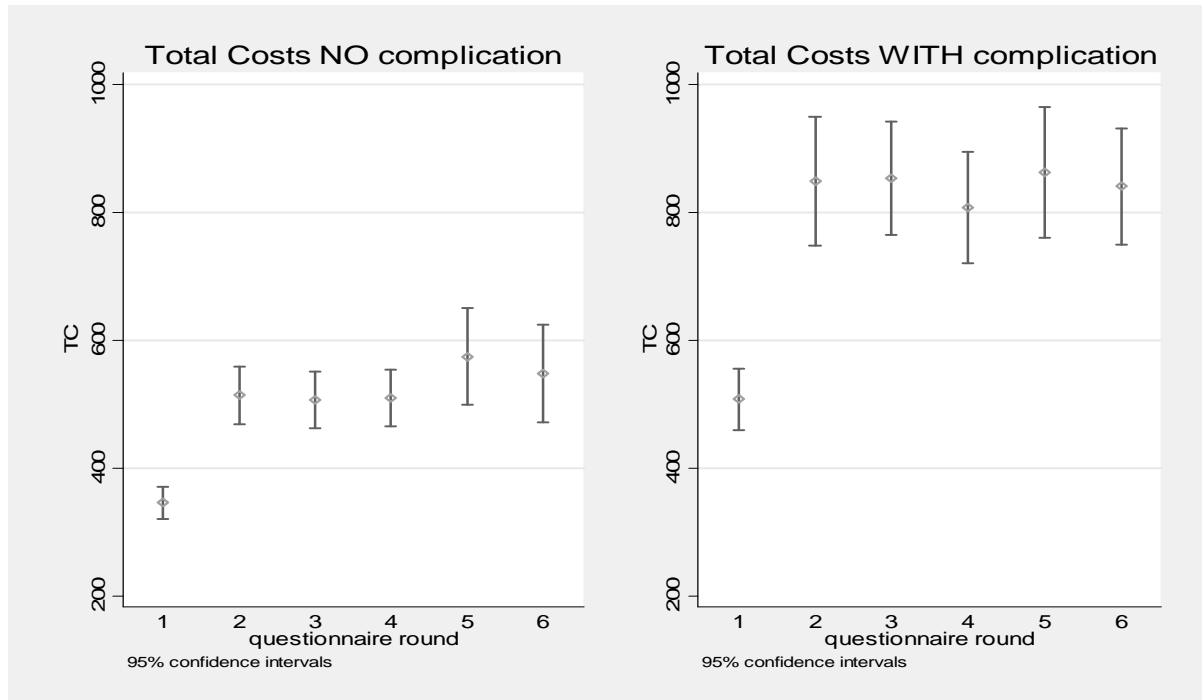 Total Costs NO complication
TC
1000
800
600
400
200
1 2 3 4 5 6
questionnaire round
95% confidence intervals
Total Costs WITH complication
TC
1000
800
600
400
200
1 2 3 4 5 6
questionnaire round
95% confidence intervals